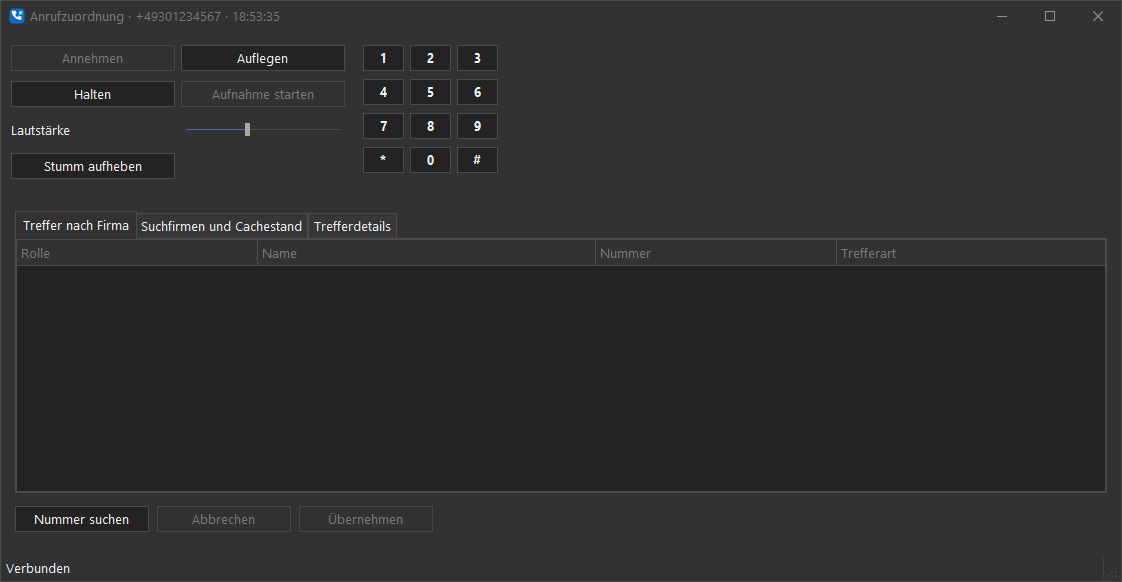 Anrufzuordnung · +49301234567 · 18:53:35
Annehmen Auflegen 1 2 3
Halten Aufnahme starten 4 5 6
Lautstärke 7 8 9
Stumm aufheben * 0 #
Treffer nach Firma Suchfirmen und Cachestand Trefferdetails
Rolle Name Nummer Trefferart
Nummer suchen Abbrechen Übernehmen
Verbunden